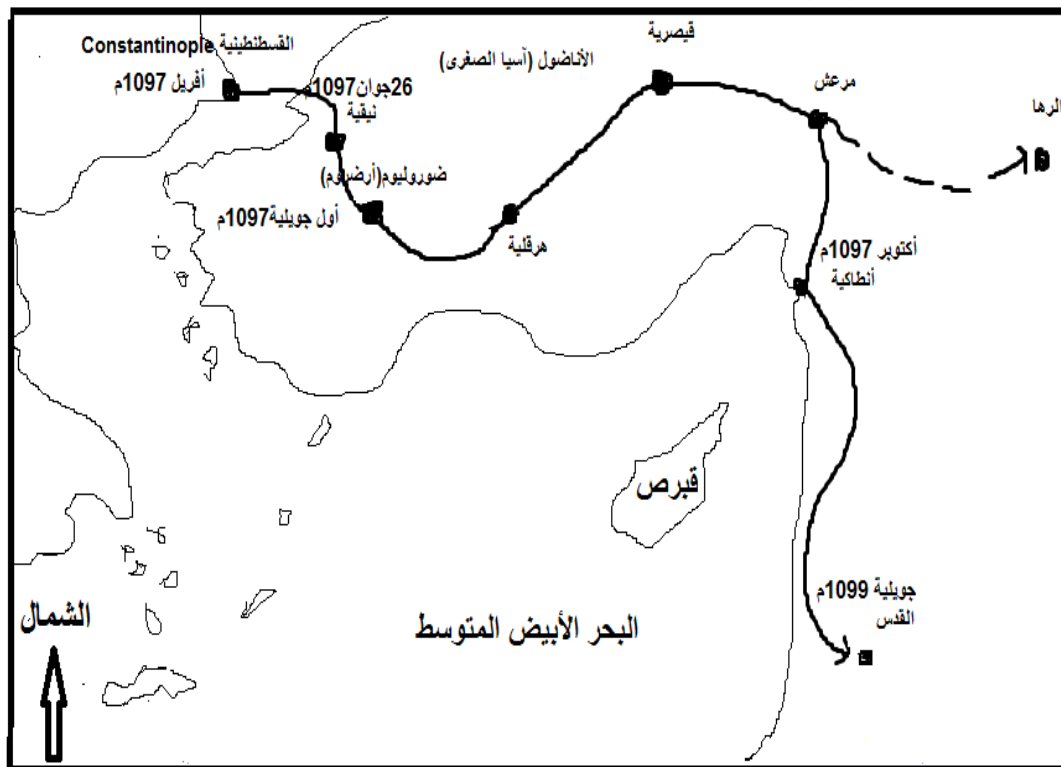 قيصرية
القسطنطينية Constantinople
الأناضول (آسيا الصغرى)
أفريل 1097م
26جوان1097م
نيقية
مرعش
الرها
ضوروليوم(أرضروم)
أول جويلية1097م
هرقلية
أكتوبر 1097م
أنطاكية
قبرص
جويلية 1099م
القدس
الشمال
البحر الأبيض المتوسط